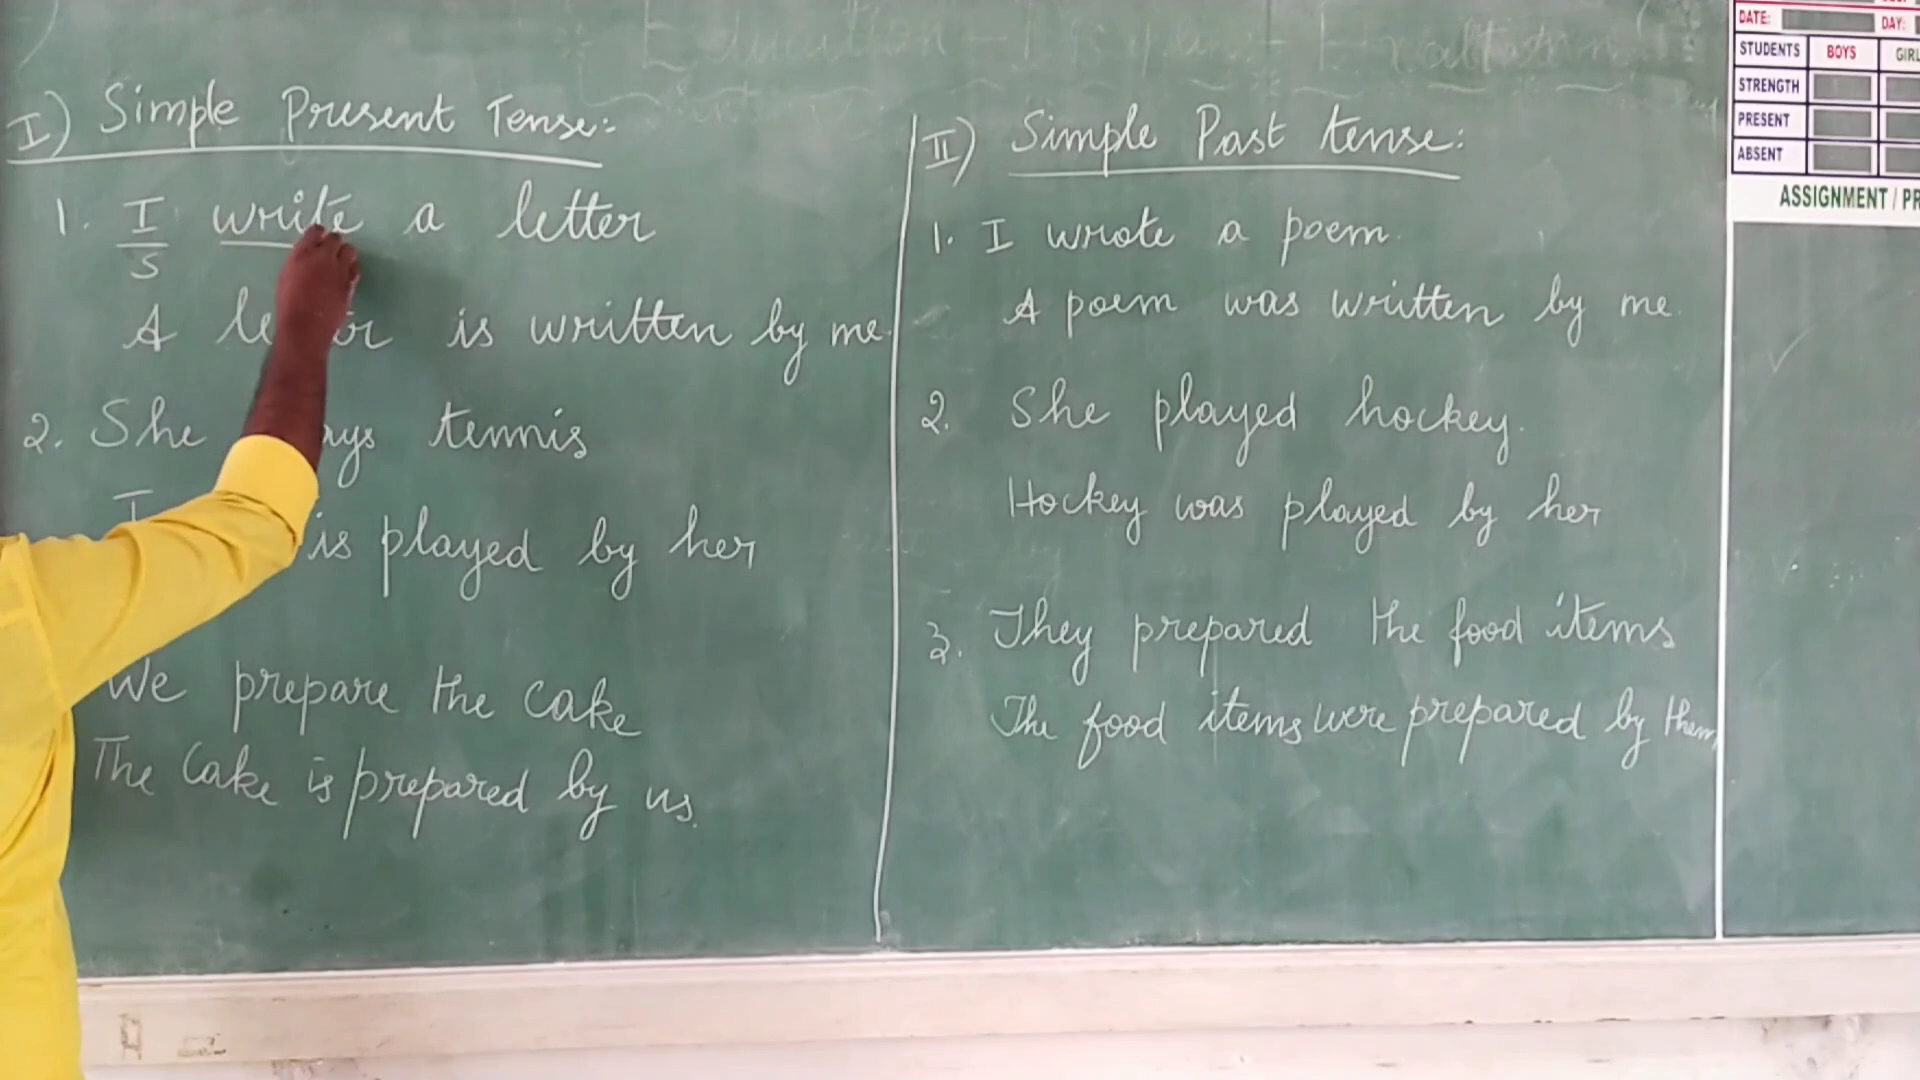 I) Simple Present Tense:
1. I write a letter
S
A is written by me.
2. She tennis
is played by her
We prepare the cake
The Cake is prepared by us.
II) Simple Past tense:
1. I wrote a poem.
A poem was written by me.
2. She played hockey.
Hockey was played by her
3. They prepared the food items
The food items were prepared by them
DATE: DAY:
STUDENTS BOYS
STRENGTH
PRESENT
ABSENT
ASSIGNMENT /